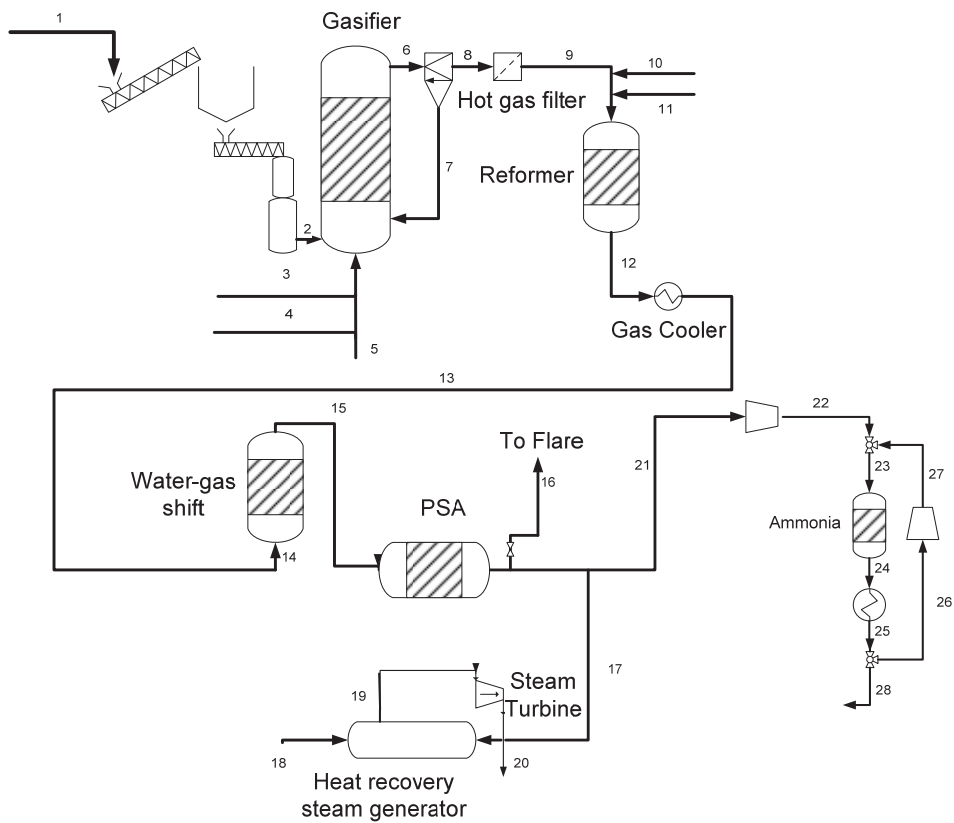 Gasifier
1
6
8
9
10
Hot gas filter
11
7
Reformer
2
12
3
4
Gas Cooler
5
13
15
22
To Flare
21
23
27
Water-gas
shift
16
PSA
Ammonia
14
24
25
26
17
19
Steam
Turbine
28
18
20
Heat recovery
steam generator